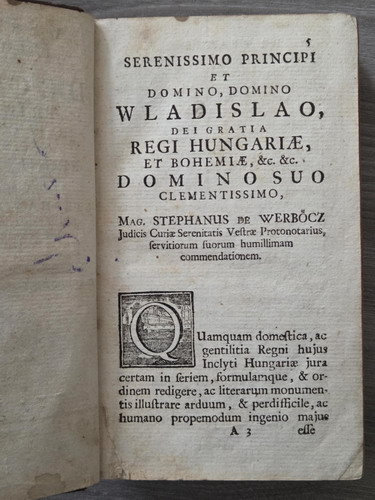 5
SERENISSIMO PRINCIPI
ET
DOMINO, DOMINO
WLADISLAO,
DEI GRATIA
REGI HUNGARIÆ,
ET BOHEMIÆ, &c. &c.
DOMINO SUO
CLEMENTISSIMO,
MAG. STEPHANUS DE WERBÖCZ
Judicis Curiæ Serenitatis Vestræ Protonotarius,
servitiorum suorum humillimam
commendationem.
QUamquam domestica, ac
gentilitia Regni hujus
Inclyti Hungariæ jura
certam in seriem, formulamque, & or-
dinem redigere, ac literarum monumen-
tis illustrare arduum, & perdifficile, ac
humano propemodum ingenio majus
A 3 esse